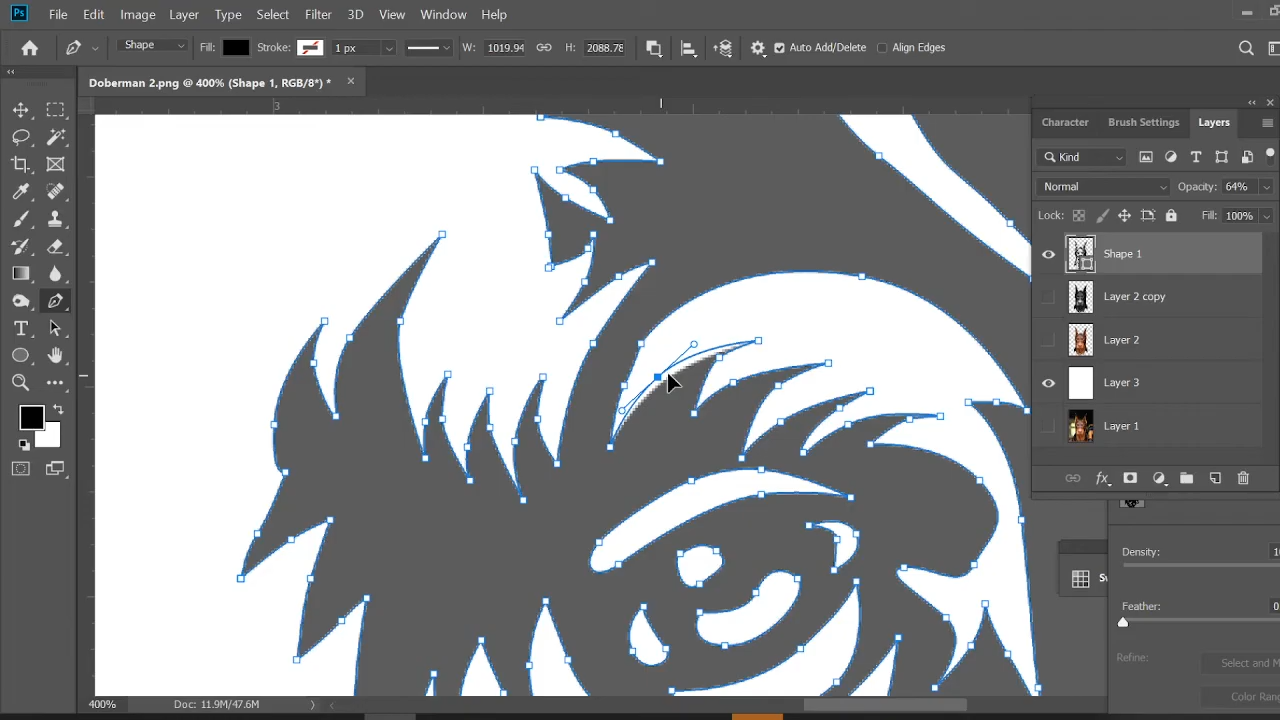 Ps File Edit Image Layer Type Select Filter 3D View Window Help
Shape Fill: Stroke: 1 px W: 1019.94 H: 2088.78 Auto Add/Delete Align Edges
Doberman 2.png @ 400% (Shape 1, RGB/8*) *
3
Character Brush Settings Layers
Kind
Normal Opacity: 64%
Lock: Fill: 100%
Shape 1
Layer 2 copy
Layer 2
Layer 3
Layer 1
fx
Density:
Feather: 0
Refine: Select and M
Color Ran
400% Doc: 11.9M/47.6M